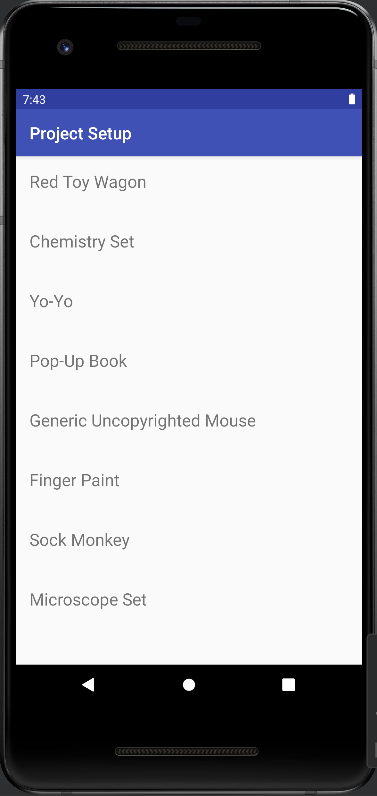 7:43
Project Setup
Red Toy Wagon
Chemistry Set
Yo-Yo
Pop-Up Book
Generic Uncopyrighted Mouse
Finger Paint
Sock Monkey
Microscope Set